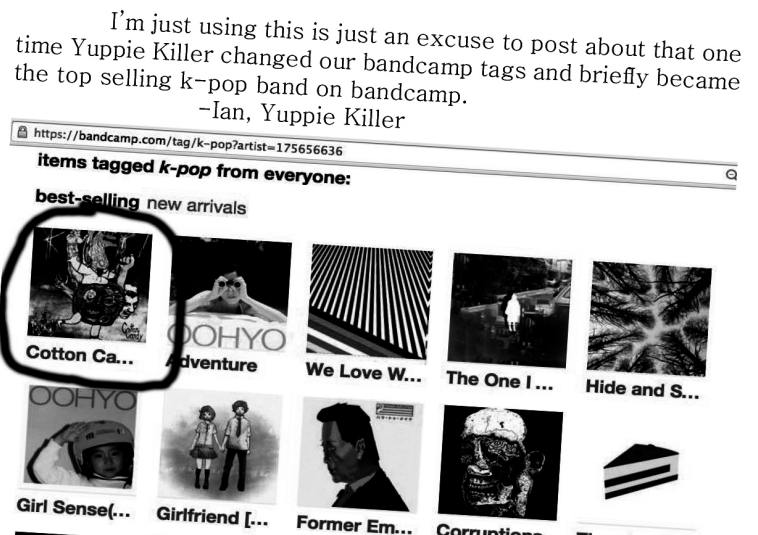 I'm just using this is just an excuse to post about that one
time Yuppie Killer changed our bandcamp tags and briefly became
the top selling k-pop band on bandcamp.
-Ian, Yuppie Killer
https://bandcamp.com/tag/k-pop?artist=175656636
items tagged k-pop from everyone:
best-selling new arrivals
OOHYO
Cotton Ca... Adventure We Love W... The One I ... Hide and S...
OOHYO
Girl Sense(... Girlfriend [... Former Em... Corruptions